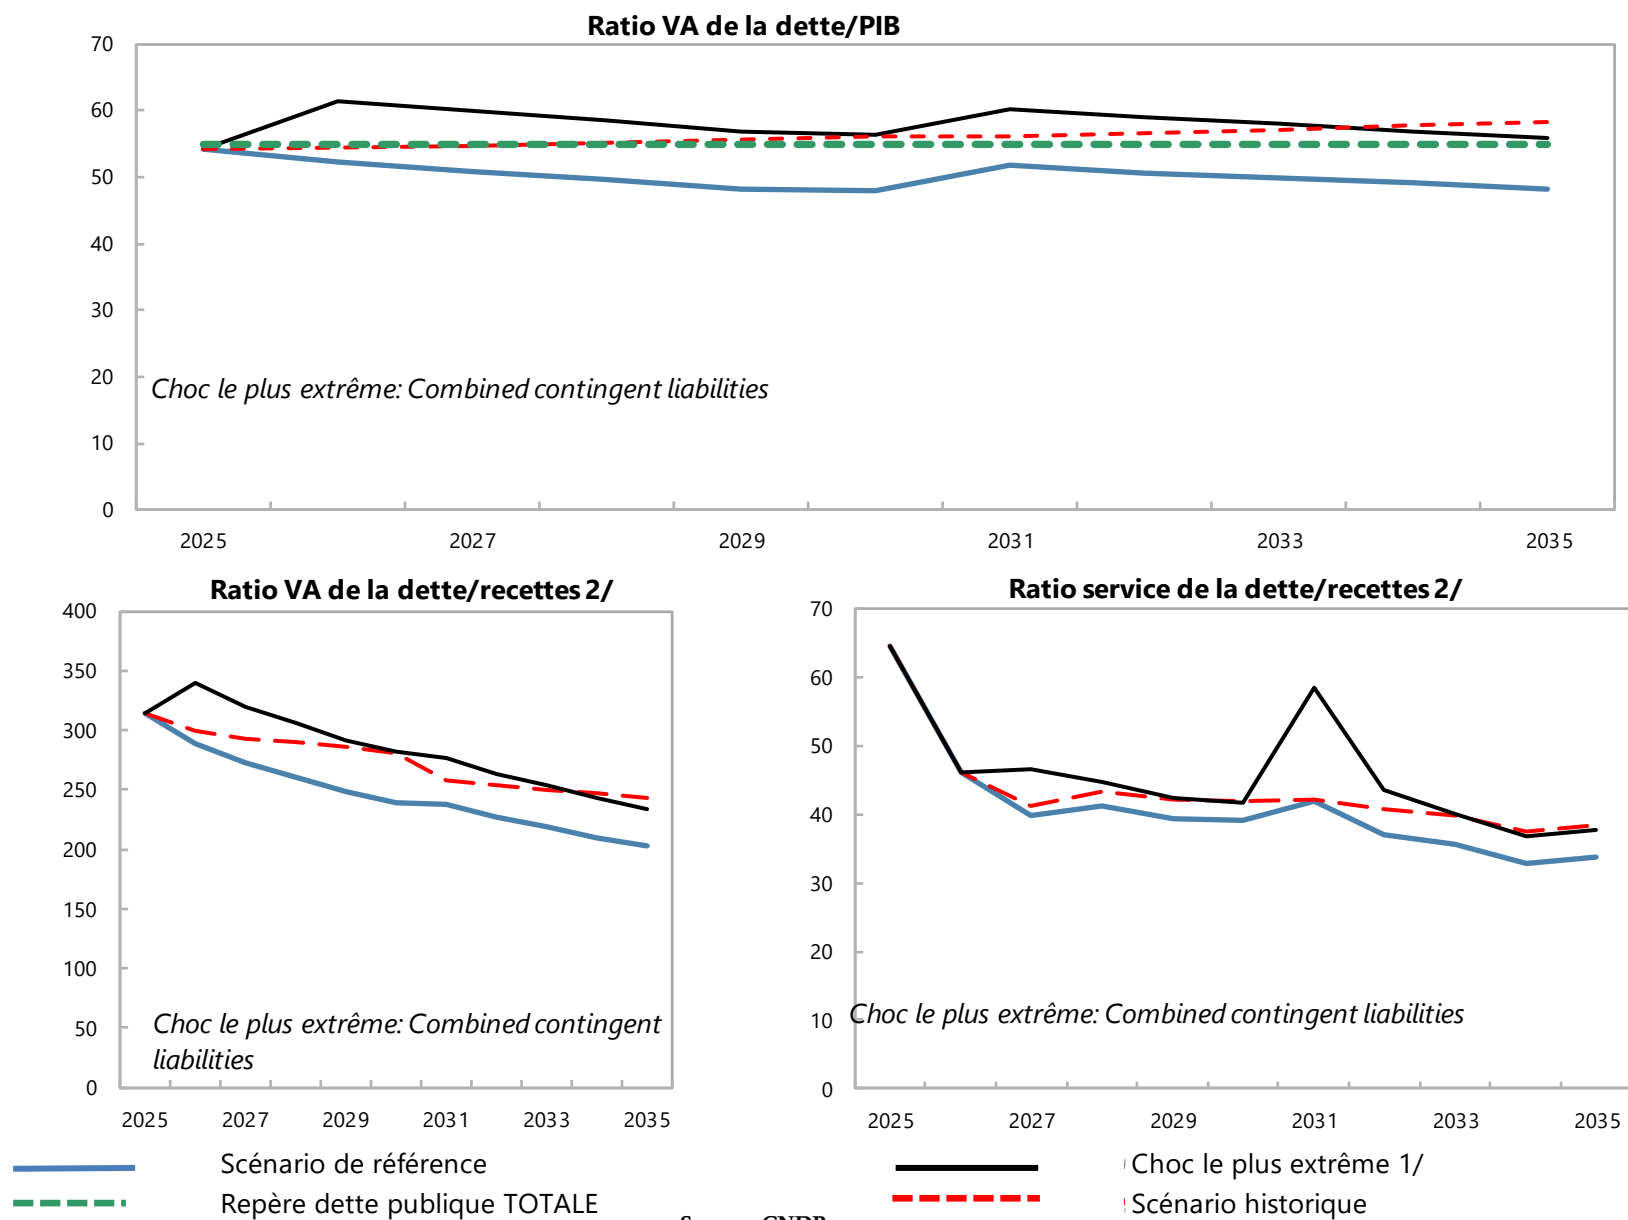 Ratio VA de la dette/PIB
70
60
50
40
30
20
10
0
Choc le plus extrême: Combined contingent liabilities
2025 2027 2029 2031 2033 2035
Ratio VA de la dette/recettes 2/
400
350
300
250
200
150
100
50
0
Choc le plus extrême: Combined contingent
liabilities
2025 2027 2029 2031 2033 2035
Ratio service de la dette/recettes 2/
70
60
50
40
30
20
10
0
Choc le plus extrême: Combined contingent liabilities
2025 2027 2029 2031 2033 2035
Scénario de référence
Choc le plus extrême 1/
Repère dette publique TOTALE
Scénario historique